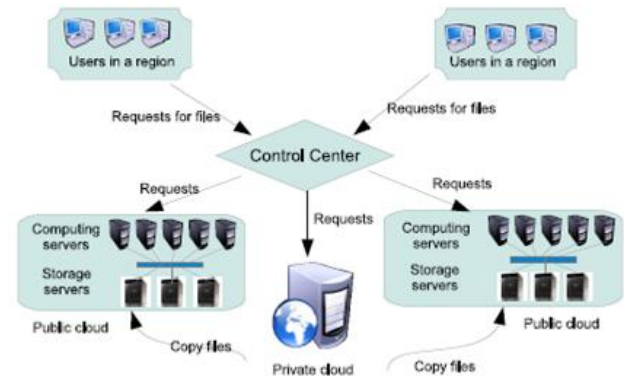 Users in a region
Users in a region
Requests for files
Requests for files
Control Center
Requests
Requests
Requests
Computing
servers
Storage
servers
Public cloud
Computing
servers
Storage
servers
Public cloud
Copy files
Private cloud
Copy files